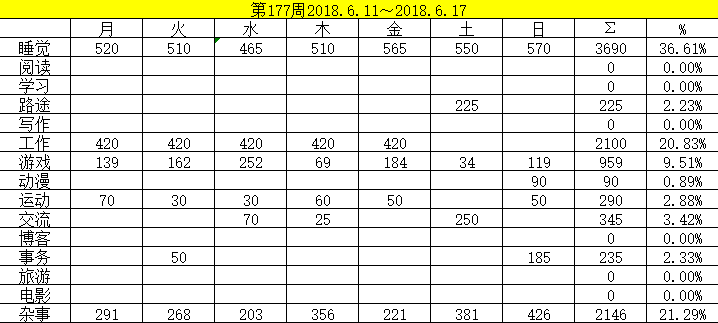 第177周2018.6.11～2018.6.17
月 火 水 木 金 土 日 Σ %
睡觉 520 510 465 510 565 550 570 3690 36.61%
阅读 0 0.00%
学习 0 0.00%
路途 225 225 2.23%
写作 0 0.00%
工作 420 420 420 420 420 2100 20.83%
游戏 139 162 252 69 184 34 119 959 9.51%
动漫 90 90 0.89%
运动 70 30 30 60 50 50 290 2.88%
交流 70 25 250 345 3.42%
博客 0 0.00%
事务 50 185 235 2.33%
旅游 0 0.00%
电影 0 0.00%
杂事 291 268 203 356 221 381 426 2146 21.29%